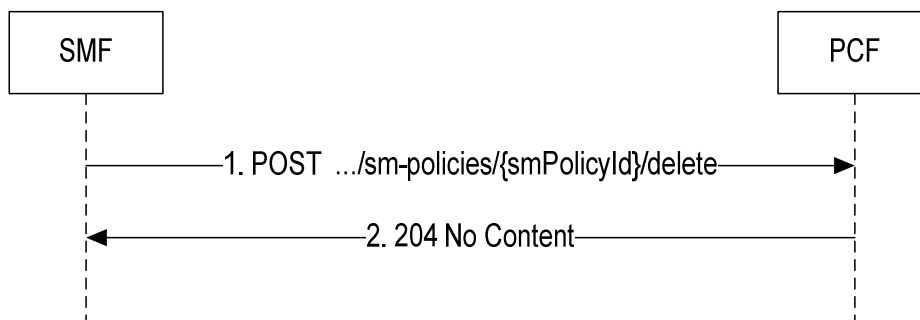 SMF
PCF
1. POST .../sm-policies/{smPolicyId}/delete
2. 204 No Content